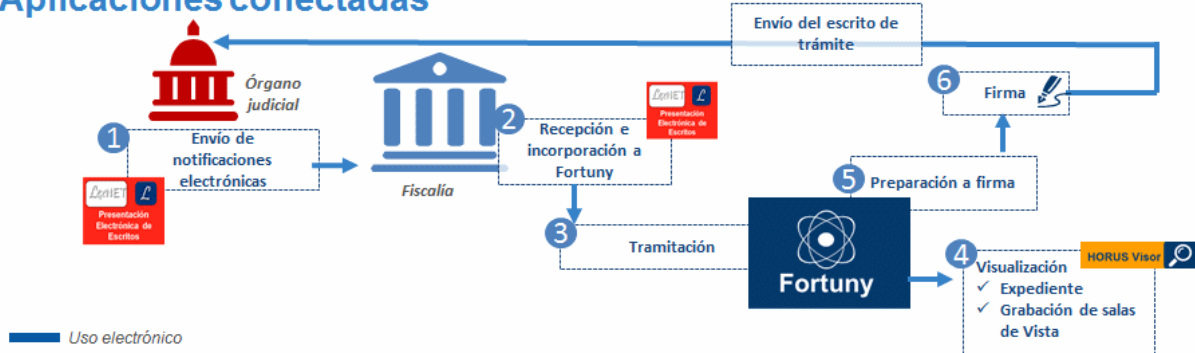 Aplicaciones conectadas
Envío del escrito de
trámite
Órgano
judicial
1
Envío de
notificaciones
electrónicas
LexNET
L
Presentación
Electrónica de
Escritos
Fiscalía
2
Recepción e
incorporación a
Fortuny
LexNET
L
Presentación
Electrónica de
Escritos
3
Tramitación
Fortuny
4
Visualización
✓ Expediente
✓ Grabación de salas
de Vista
HORUS Visor
5
Preparación a firma
6
Firma
Uso electrónico